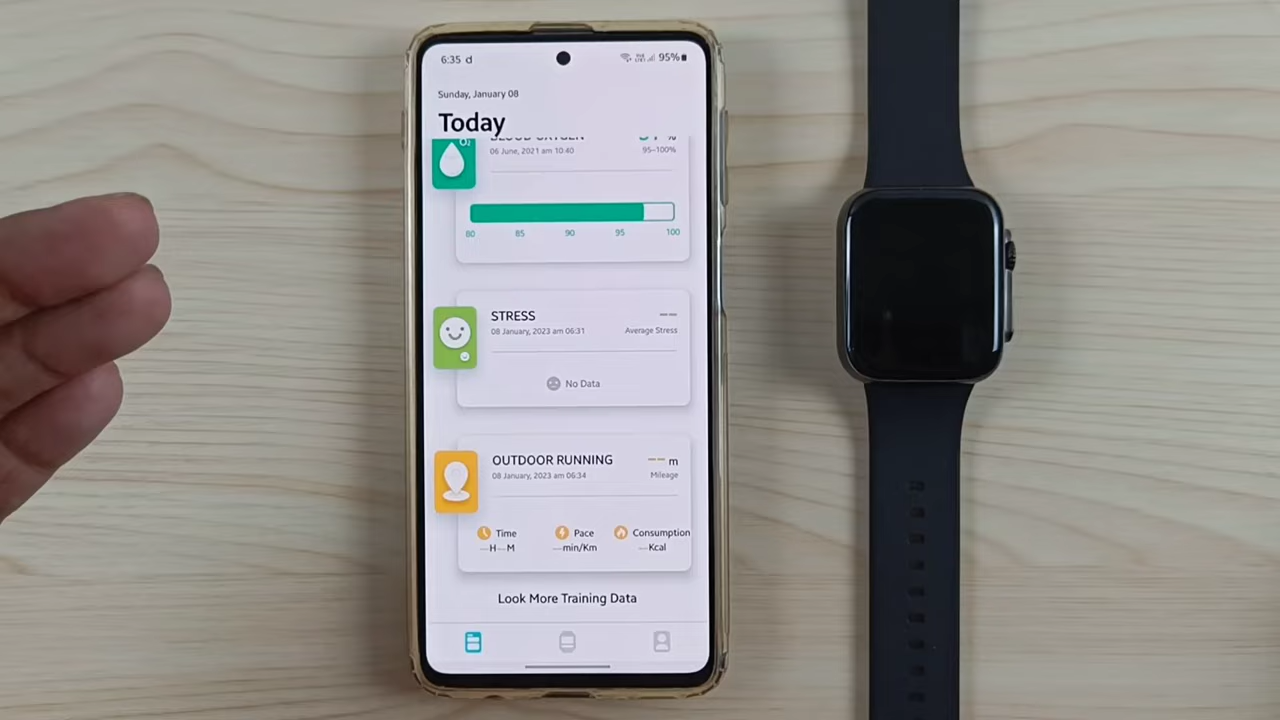 6:35 d
95%
Sunday, January 08
Today
BLOOD OXYGEN
%
06 June, 2021 am 10:40
95~100%
80 85 90 95 100
STRESS
--
08 January, 2023 am 06:31
Average Stress
No Data
OUTDOOR RUNNING
-- m
08 January, 2023 am 06:34
Mileage
Time Pace Consumption
--H--M --min/Km --Kcal
Look More Training Data